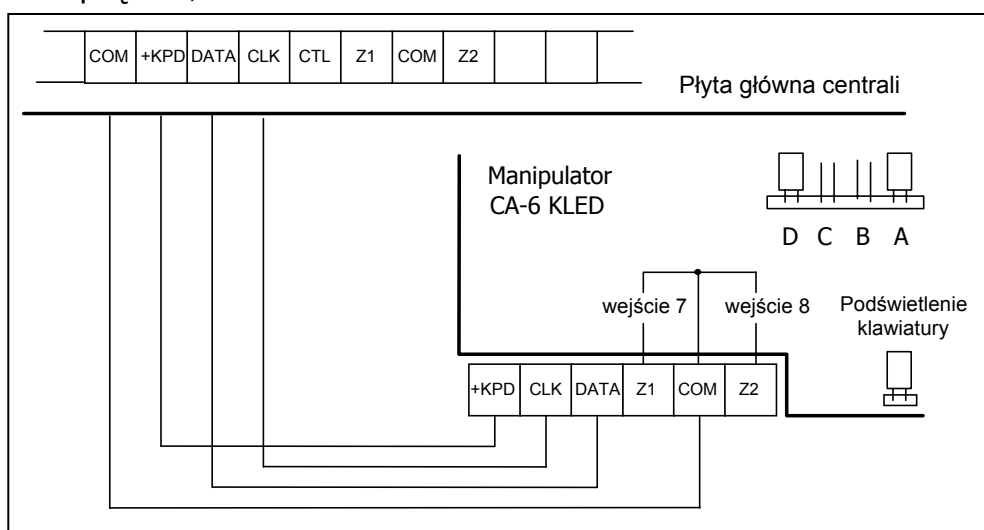 COM +KPD DATA CLK CTL Z1 COM Z2
Płyta główna centrali
Manipulator
CA-6 KLED
D C B A
wejście 7 wejście 8
Podświetlenie
klawiatury
+KPD CLK DATA Z1 COM Z2